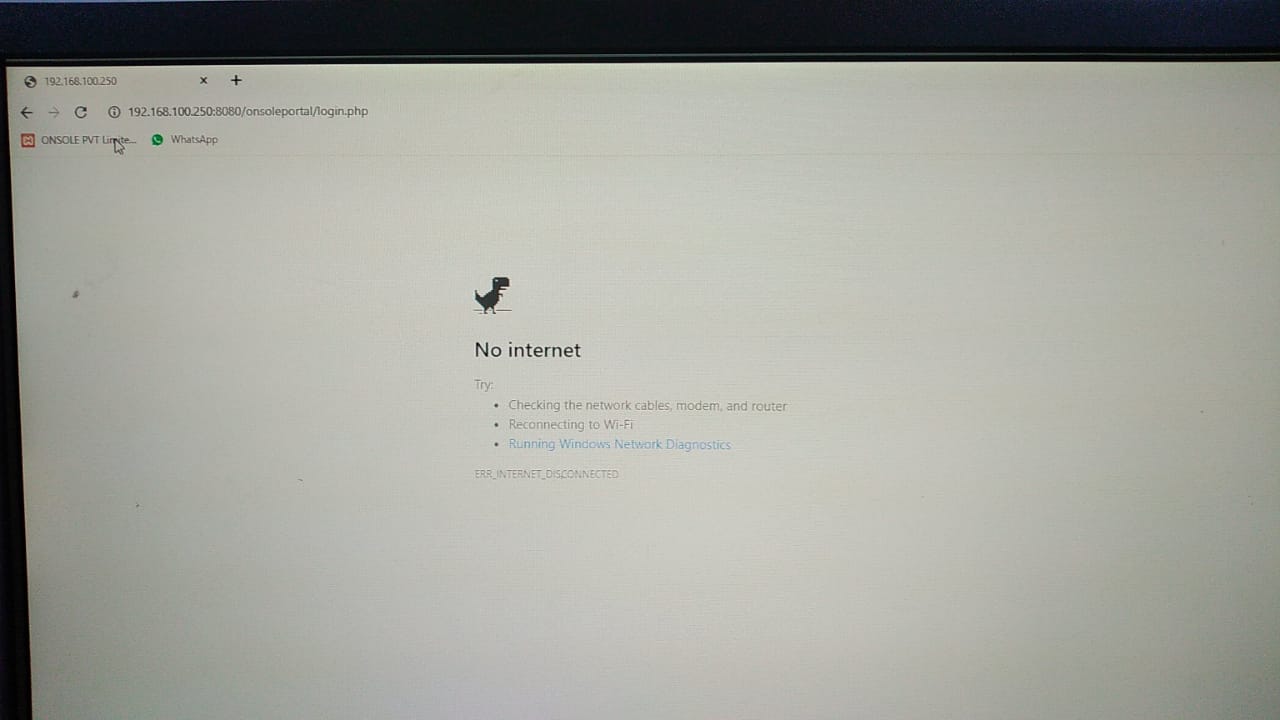 192.168.100.250
192.168.100.250:8080/onsoleportal/login.php
ONSOLE PVT Limite... WhatsApp
No internet
Try:
• Checking the network cables, modem, and router
• Reconnecting to Wi-Fi
• Running Windows Network Diagnostics
ERR_INTERNET_DISCONNECTED